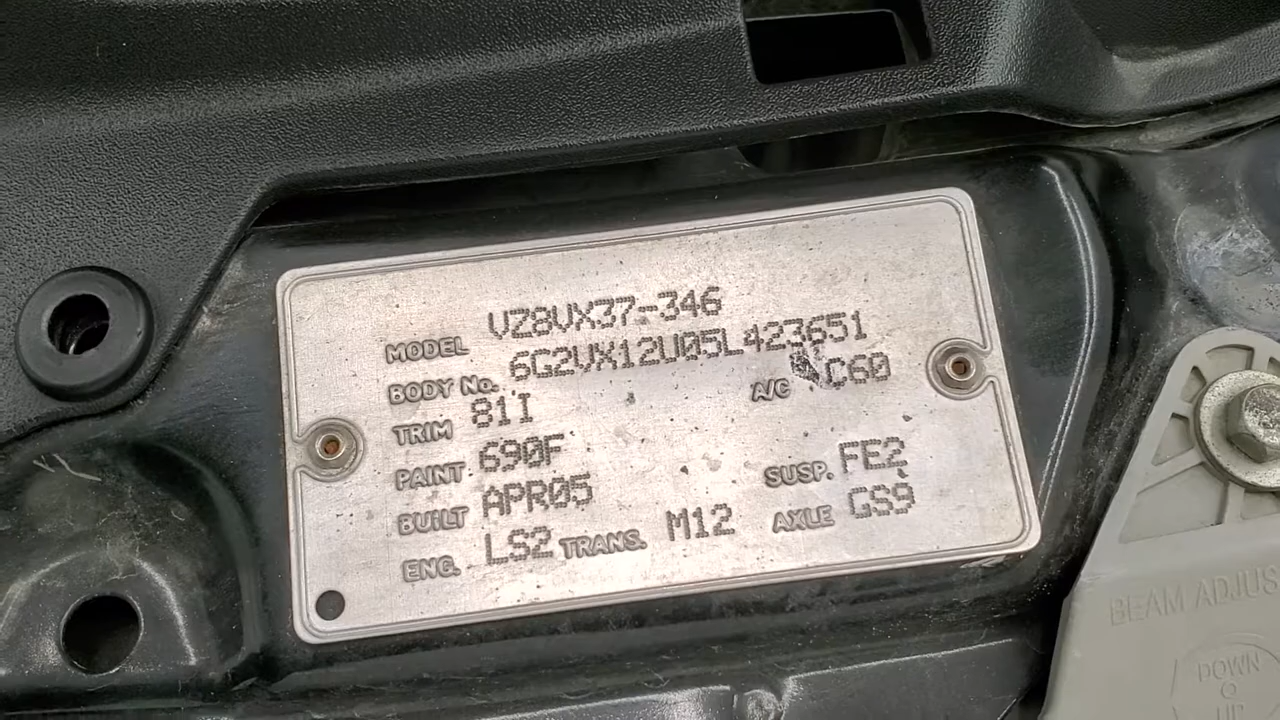 MODEL VZ8VX37-346
BODY No. 6G2VX12U05L423651
TRIM 81I A/C C60
PAINT 690F
BUILT APR05 SUSP. FE2
ENG. LS2 TRANS. M12 AXLE GS9
BEAM ADJUS
DOWN
UP